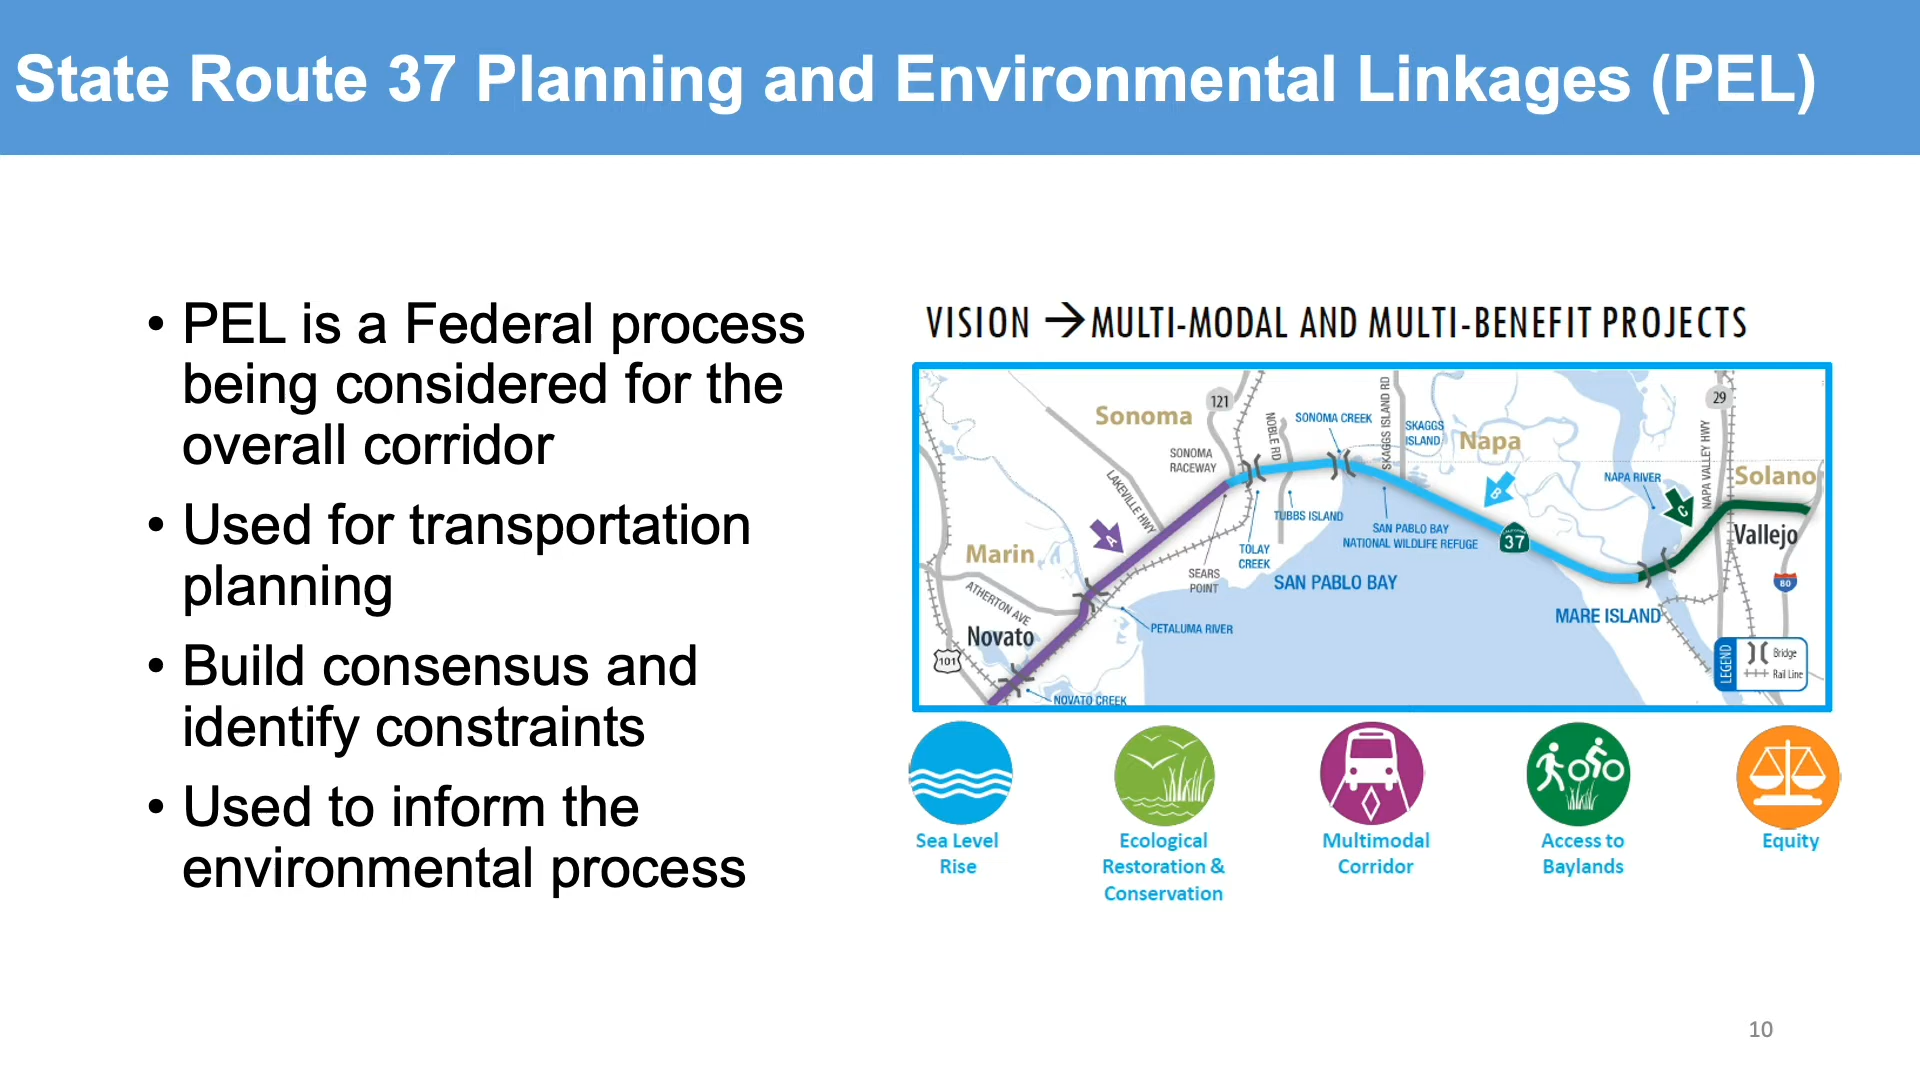 State Route 37 Planning and Environmental Linkages (PEL)
• PEL is a Federal process
being considered for the
overall corridor
• Used for transportation
planning
• Build consensus and
identify constraints
• Used to inform the
environmental process
VISION → MULTI-MODAL AND MULTI-BENEFIT PROJECTS
Sonoma
121
NOBLE RD
SONOMA CREEK
SKAGGS ISLAND RD
SKAGGS
ISLAND
Napa
29
NAPA VALLEY HWY
SONOMA
RACEWAY
LAKEVILLE HWY
NAPA RIVER
Solano
A
B
C
TUBBS ISLAND
SAN PABLO BAY
NATIONAL WILDLIFE REFUGE
37
Vallejo
Marin
TOLAY
CREEK
SEARS
POINT
SAN PABLO BAY
80
ATHERTON AVE
MARE ISLAND
Novato
PETALUMA RIVER
101
NOVATO CREEK
LEGEND
Bridge
Rail Line
Sea Level
Rise
Ecological
Restoration &
Conservation
Multimodal
Corridor
Access to
Baylands
Equity
10